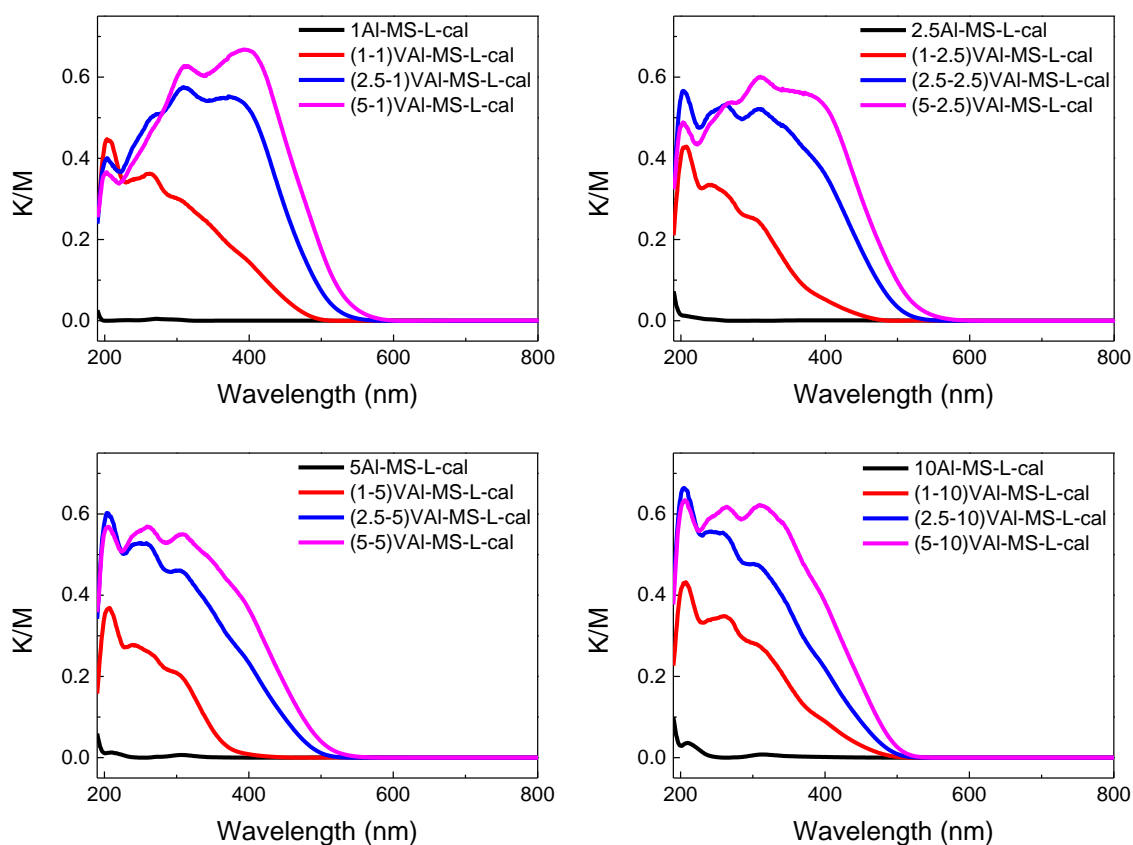 1Al-MS-L-cal
(1-1)VAl-MS-L-cal
(2.5-1)VAl-MS-L-cal
(5-1)VAl-MS-L-cal
0.6
0.4
0.2
0.0
K/M
200 400 600 800
Wavelength (nm)
2.5Al-MS-L-cal
(1-2.5)VAl-MS-L-cal
(2.5-2.5)VAl-MS-L-cal
(5-2.5)VAl-MS-L-cal
0.6
0.4
0.2
0.0
K/M
200 400 600 800
Wavelength (nm)
5Al-MS-L-cal
(1-5)VAl-MS-L-cal
(2.5-5)VAl-MS-L-cal
(5-5)VAl-MS-L-cal
0.6
0.4
0.2
0.0
K/M
200 400 600 800
Wavelength (nm)
10Al-MS-L-cal
(1-10)VAl-MS-L-cal
(2.5-10)VAl-MS-L-cal
(5-10)VAl-MS-L-cal
0.6
0.4
0.2
0.0
K/M
200 400 600 800
Wavelength (nm)